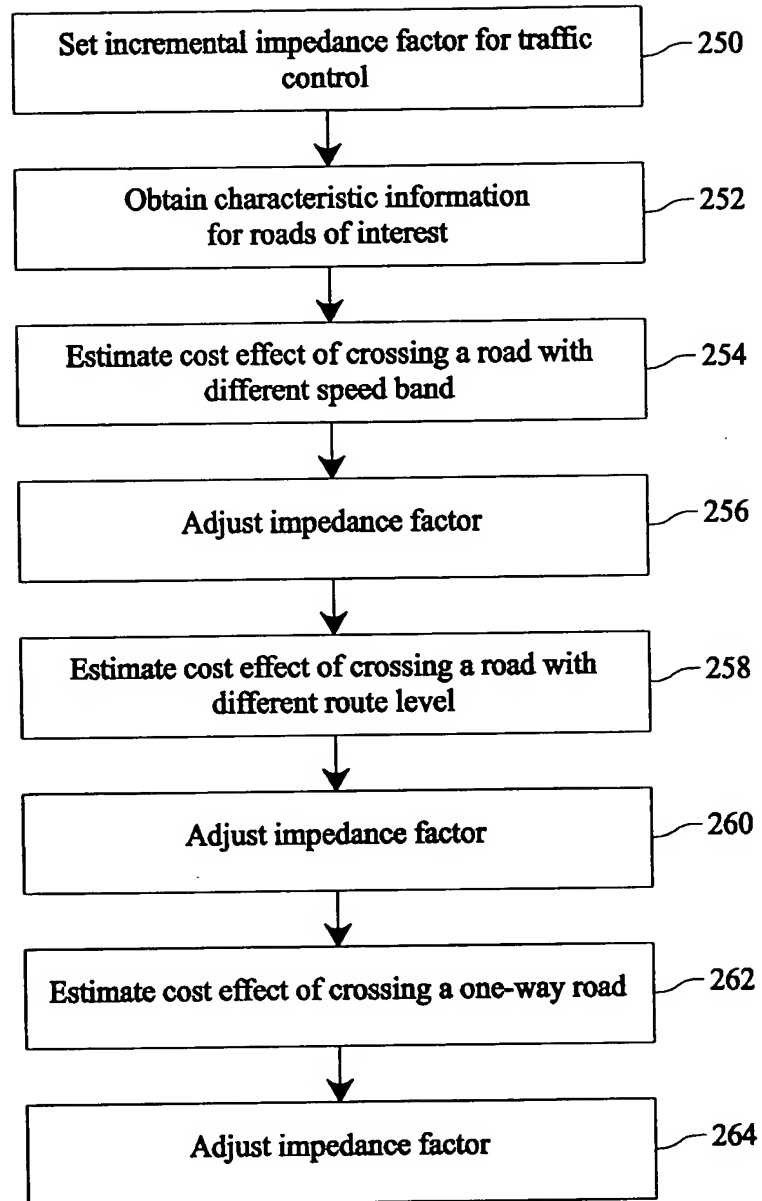 Set incremental impedance factor for traffic
control
250
Obtain characteristic information
for roads of interest
252
Estimate cost effect of crossing a road with
different speed band
254
Adjust impedance factor
256
Estimate cost effect of crossing a road with
different route level
258
Adjust impedance factor
260
Estimate cost effect of crossing a one-way road
262
Adjust impedance factor
264